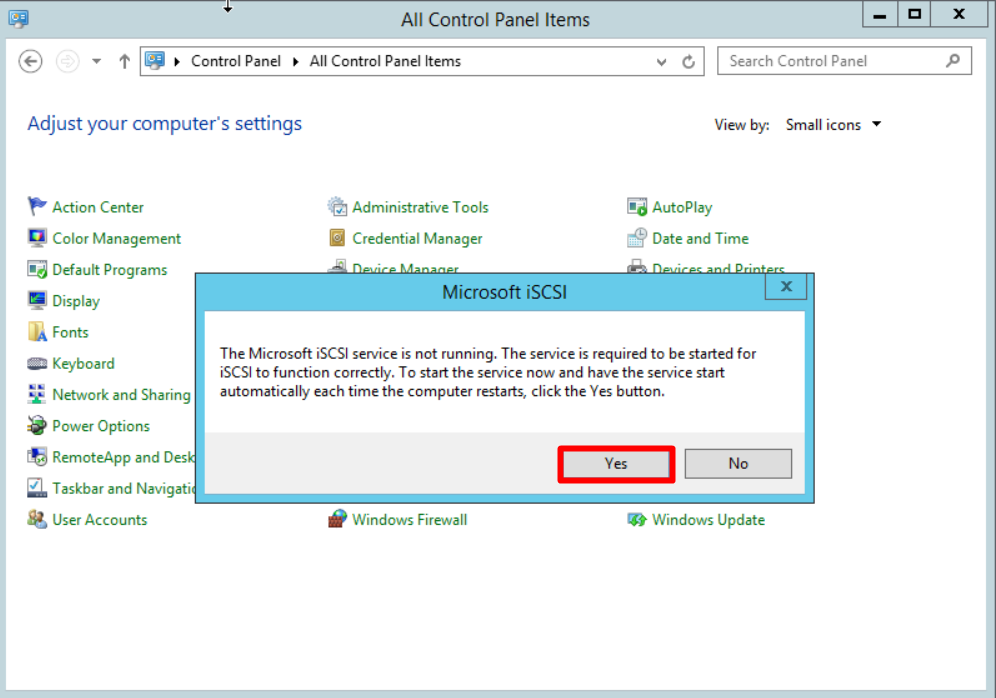 All Control Panel Items
Control Panel All Control Panel Items
Search Control Panel
Adjust your computer's settings
View by: Small icons
Action Center
Administrative Tools
AutoPlay
Color Management
Credential Manager
Date and Time
Default Programs
Device Manager
Devices and Printers
Display
Fonts
Keyboard
Network and Sharing
Power Options
RemoteApp and Desk
Taskbar and Navigatio
User Accounts
Windows Firewall
Windows Update
Microsoft iSCSI
The Microsoft iSCSI service is not running. The service is required to be started for
iSCSI to function correctly. To start the service now and have the service start
automatically each time the computer restarts, click the Yes button.
Yes
No